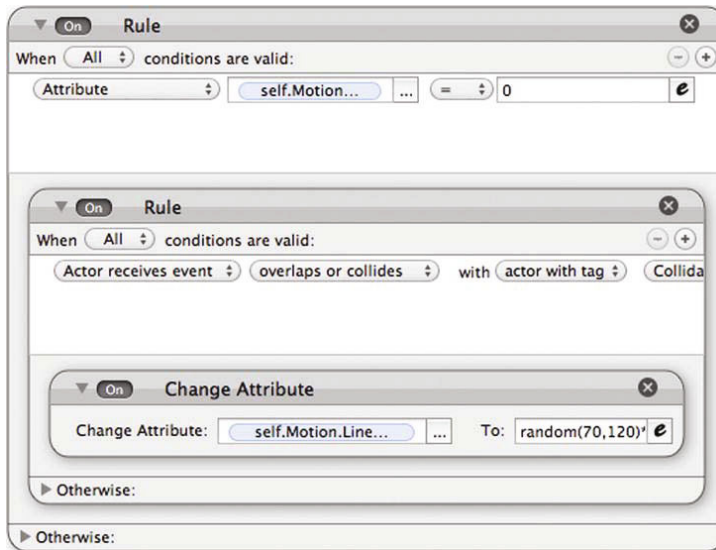 On Rule
When All conditions are valid:
Attribute self.Motion... ... = 0 e
On Rule
When All conditions are valid:
Actor receives event overlaps or collides with actor with tag Collida
On Change Attribute
Change Attribute: self.Motion.Line... ... To: random(70,120)* e
Otherwise:
Otherwise: